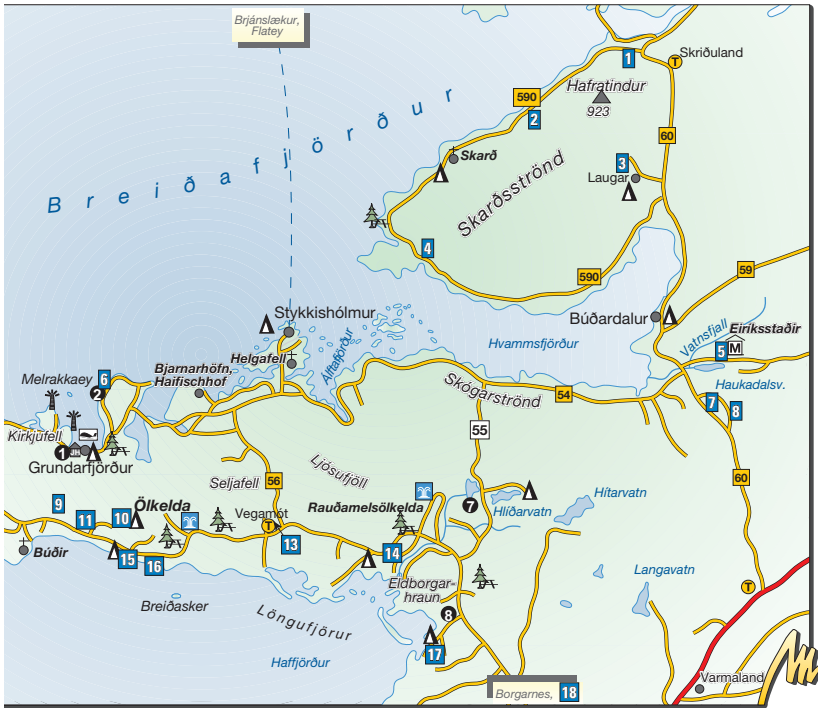 Brjánslækur,
Flatey
Breiðafjörður
1
Skriðuland
T
Hafratindur
923
590
2
60
Skarð
3
Laugar
Skarðsströnd
4
590
59
Stykkishólmur
Búðardalur
Vatnsfjall
Eiríksstaðir
Helgafell
Álftafjörður
Hvammsfjörður
5
M
Bjarnarhöfn,
Haifischhof
Melrakkaey
6
2
Skógarströnd
54
Haukadalsv.
7
8
Kirkjufell
1
JH
Grundarfjörður
55
Ljósufjöll
Seljafell
56
60
9
11
10
Ölkelda
Vegamót
T
Rauðamelsölkelda
7
Hlíðarvatn
Hítarvatn
13
14
Búðir
15
16
Eldborgar-
hraun
Langavatn
T
Breiðasker
Löngufjörur
8
17
Haffjörður
Borgarnes,
18
Varmaland